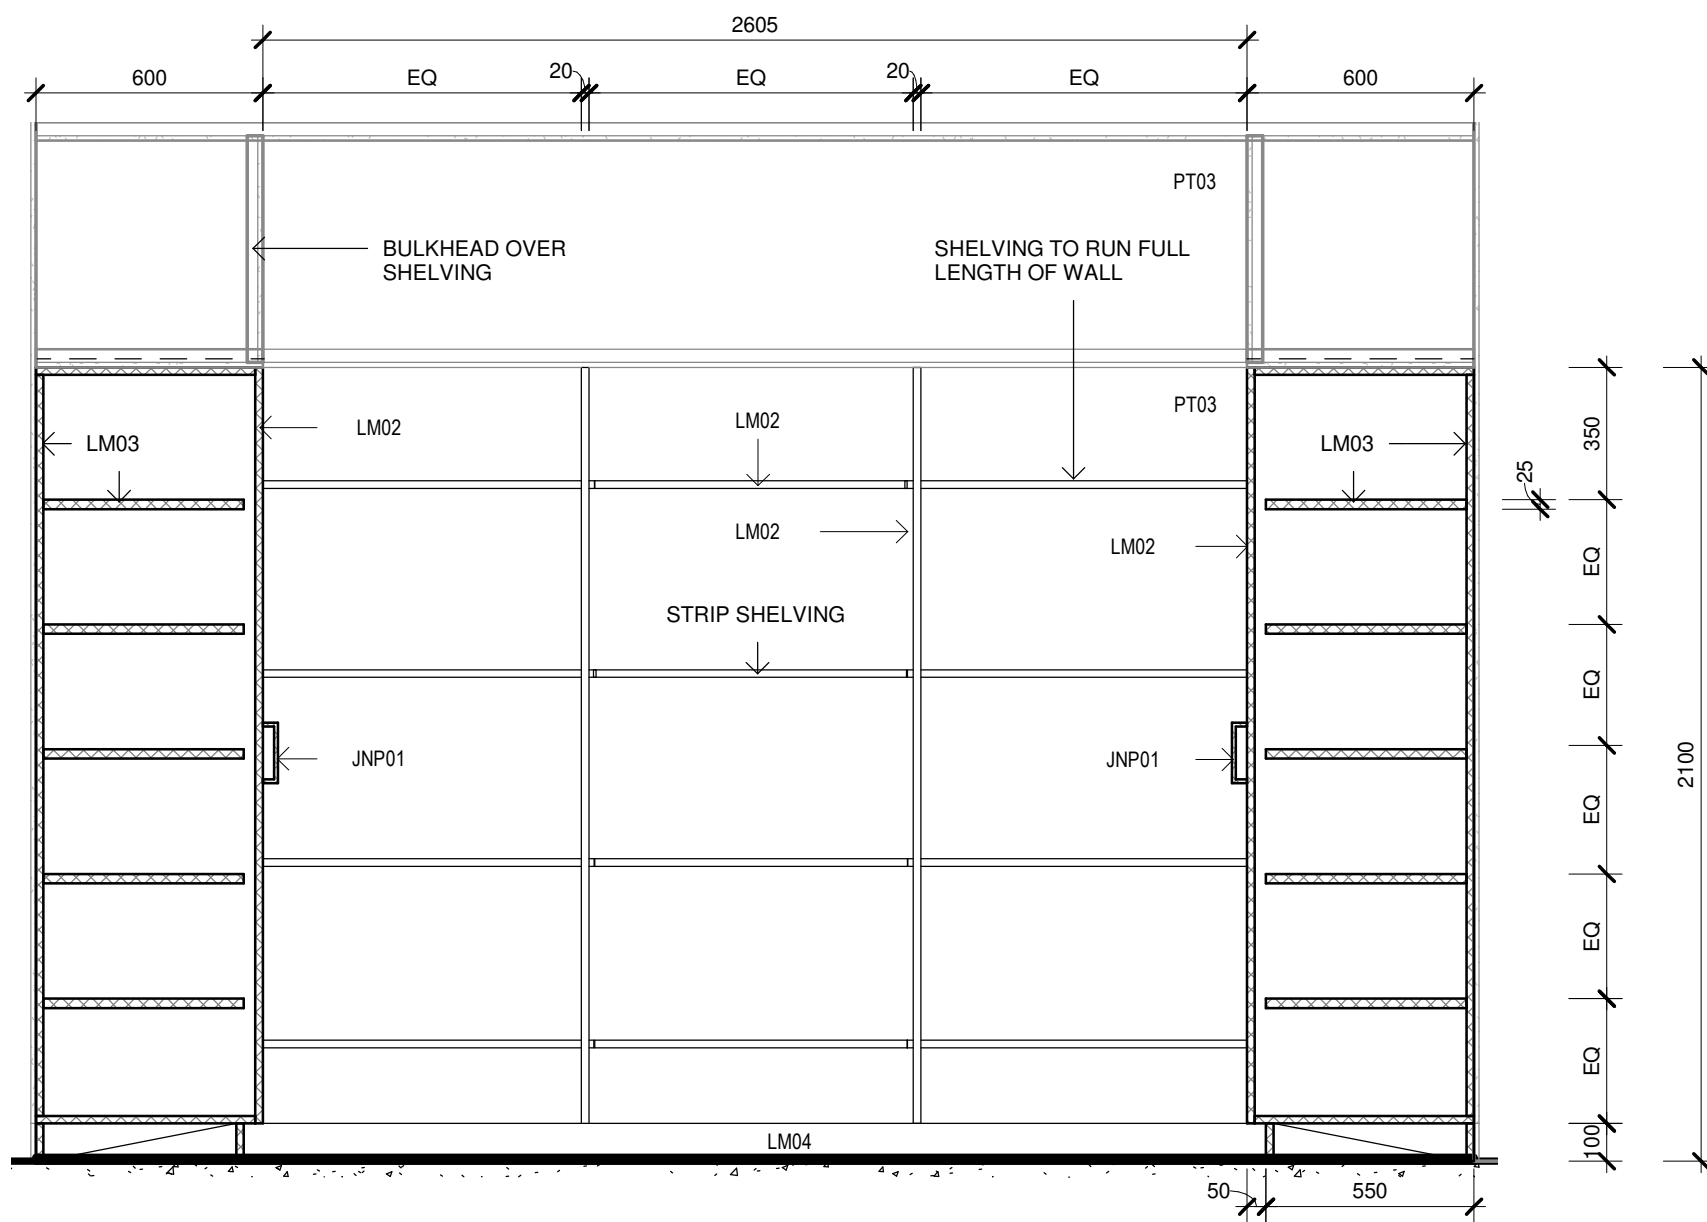 2605
600
EQ
20
EQ
20
EQ
600
PT03
BULKHEAD OVER
SHELVING
SHELVING TO RUN FULL
LENGTH OF WALL
PT03
LM02
LM02
LM03
LM03
350
25
LM02
LM02
EQ
STRIP SHELVING
EQ
JNP01
JNP01
2100
EQ
EQ
EQ
LM04
100
50
550